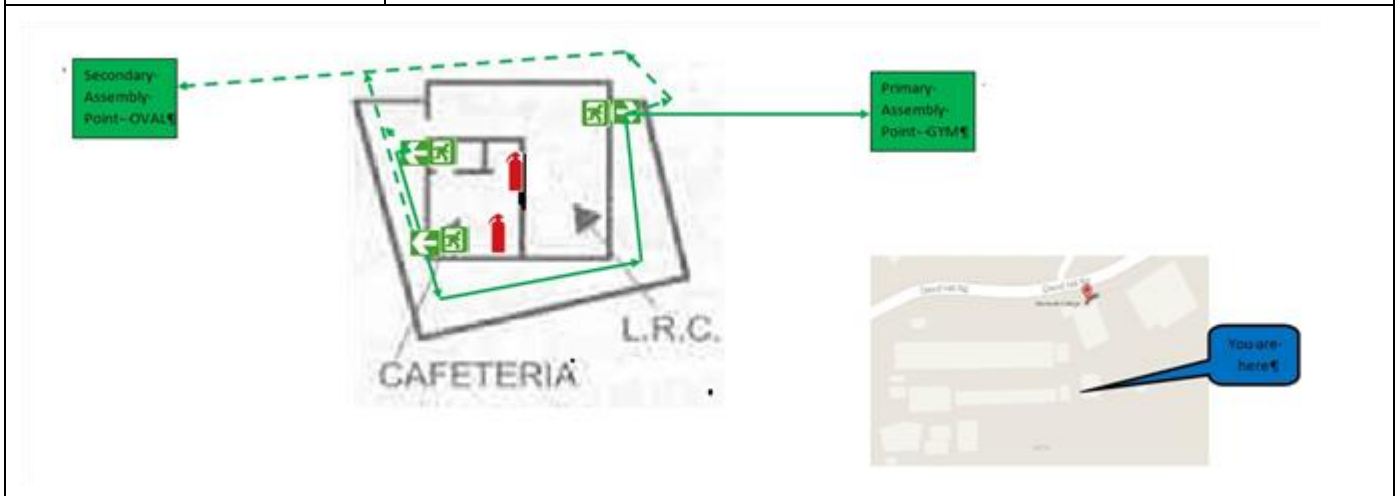 Secondary-
Assembly-
Point--OVAL¶
Primary-
Assembly-
Point--GYM¶
L.R.C.
CAFETERIA
You are-
here¶